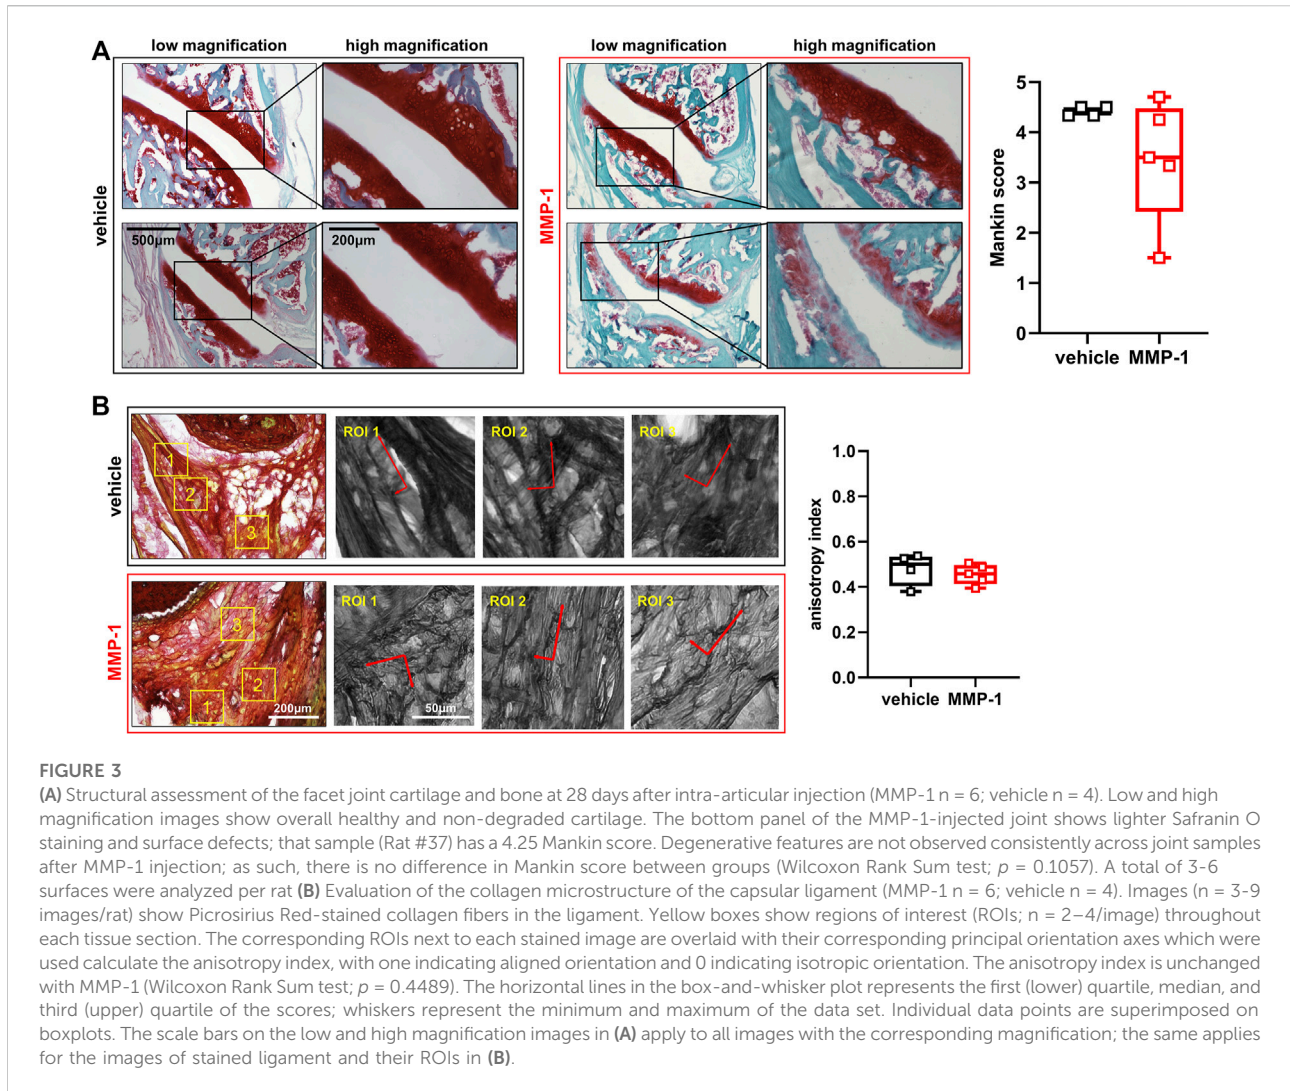 A
low magnification
high magnification
low magnification
high magnification
vehicle
500µm
200µm
MMP-1
Mankin score
5
4
3
2
1
0
vehicle
MMP-1
B
vehicle
1
2
3
ROI 1
ROI 2
ROI 3
MMP-1
3
2
1
200µm
ROI 1
50µm
ROI 2
ROI 3
anisotropy index
1.0
0.8
0.6
0.4
0.2
0.0
vehicle
MMP-1
FIGURE 3
(A) Structural assessment of the facet joint cartilage and bone at 28 days after intra-articular injection (MMP-1 n = 6; vehicle n = 4). Low and high
magnification images show overall healthy and non-degraded cartilage. The bottom panel of the MMP-1-injected joint shows lighter Safranin O
staining and surface defects; that sample (Rat #37) has a 4.25 Mankin score. Degenerative features are not observed consistently across joint samples
after MMP-1 injection; as such, there is no difference in Mankin score between groups (Wilcoxon Rank Sum test; p = 0.1057). A total of 3-6
surfaces were analyzed per rat (B) Evaluation of the collagen microstructure of the capsular ligament (MMP-1 n = 6; vehicle n = 4). Images (n = 3-9
images/rat) show Picrosirius Red-stained collagen fibers in the ligament. Yellow boxes show regions of interest (ROIs; n = 2–4/image) throughout
each tissue section. The corresponding ROIs next to each stained image are overlaid with their corresponding principal orientation axes which were
used calculate the anisotropy index, with one indicating aligned orientation and 0 indicating isotropic orientation. The anisotropy index is unchanged
with MMP-1 (Wilcoxon Rank Sum test; p = 0.4489). The horizontal lines in the box-and-whisker plot represents the first (lower) quartile, median, and
third (upper) quartile of the scores; whiskers represent the minimum and maximum of the data set. Individual data points are superimposed on
boxplots. The scale bars on the low and high magnification images in (A) apply to all images with the corresponding magnification; the same applies
for the images of stained ligament and their ROIs in (B).